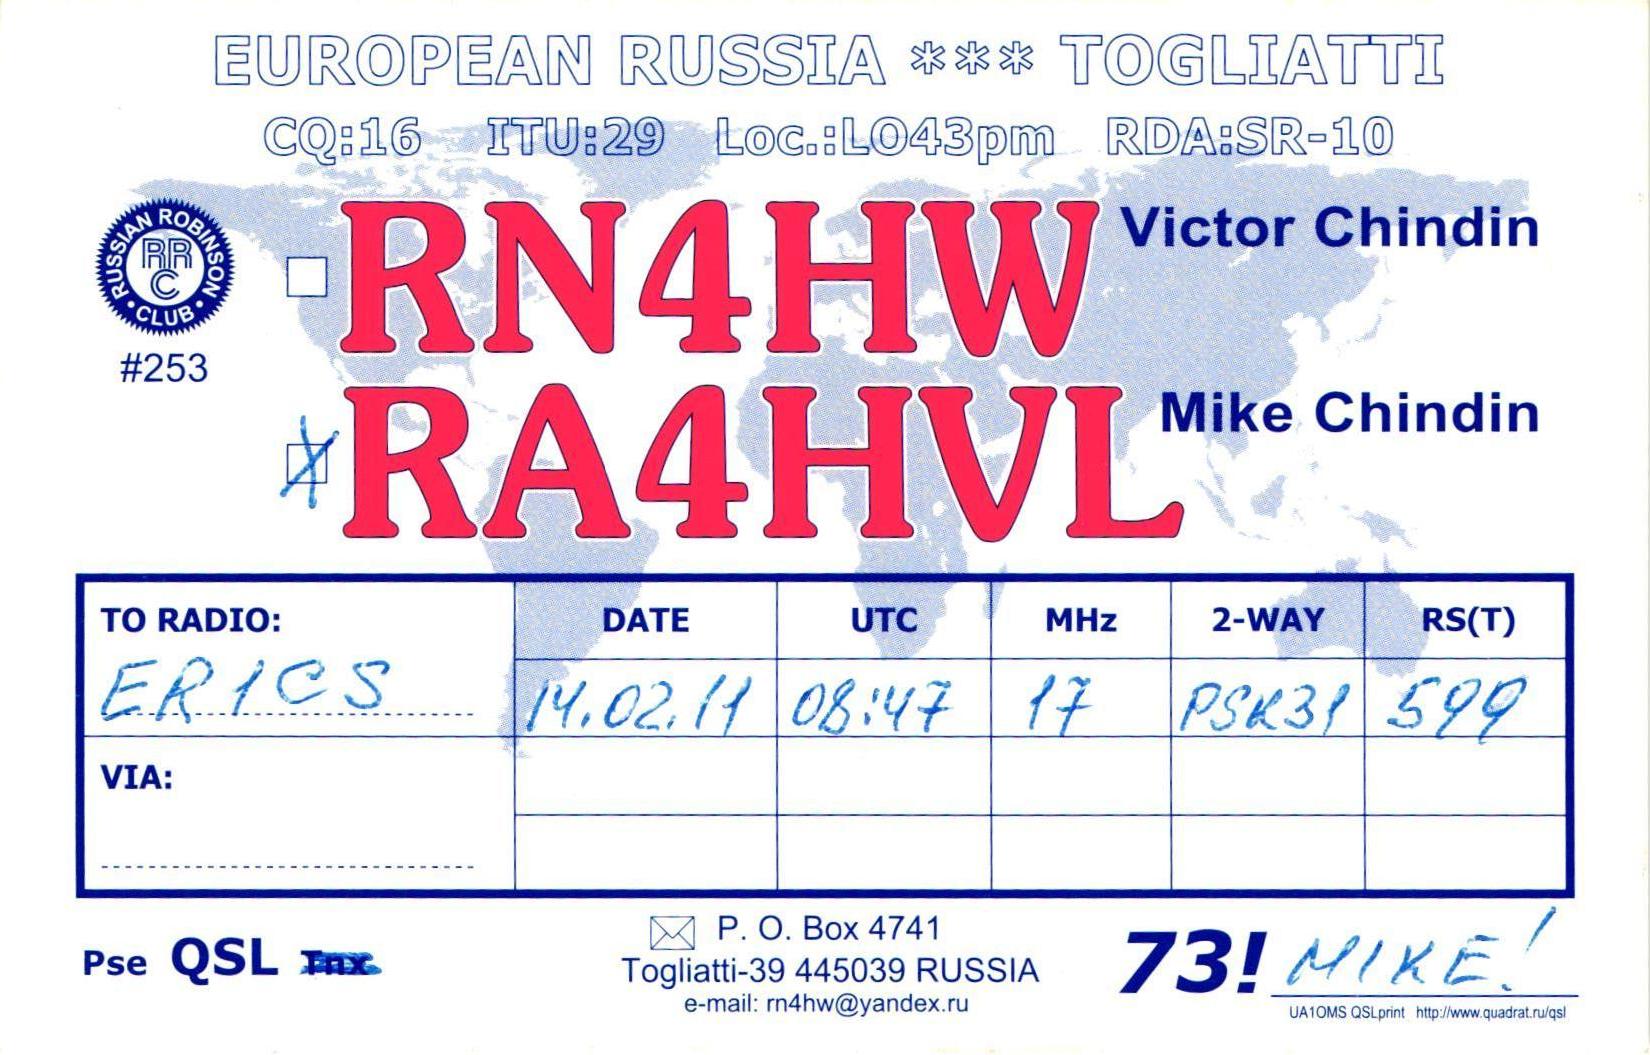 EUROPEAN RUSSIA *** TOGLIATTI
CQ:16 ITU:29 Loc.:LO43pm RDA:SR-10
RUSSIAN ROBINSON
RRC
• CLUB •
#253
RN4HW Victor Chindin
X RA4HVL Mike Chindin
TO RADIO: DATE UTC MHz 2-WAY RS(T)
ER1CS 14.02.11 08:47 17 PSK31 599
VIA:
Pse QSL Tnx
P. O. Box 4741
Togliatti-39 445039 RUSSIA
e-mail: rn4hw@yandex.ru
73! MIKE!
UA1OMS QSLprint http://www.quadrat.ru/qsl